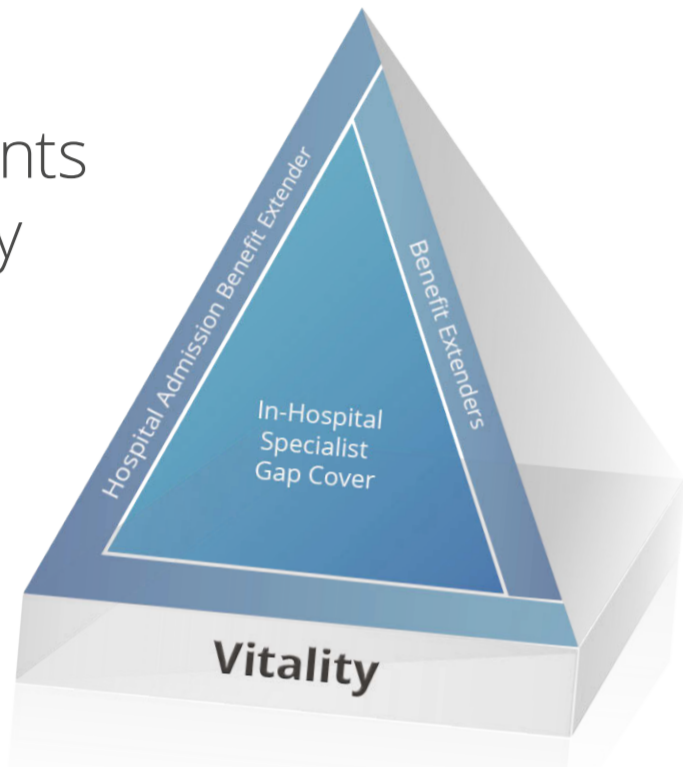 nts
y
Hospital Admission Benefit Extender
Benefit Extenders
In-Hospital
Specialist
Gap Cover
Vitality